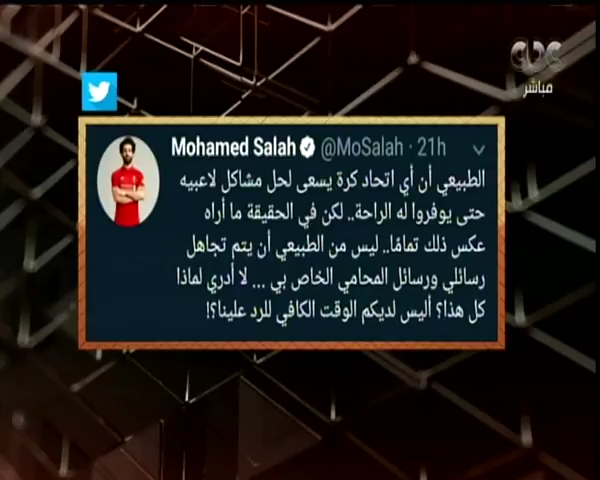 cbc
مباشر
Mohamed Salah @MoSalah · 21h
الطبيعي أن أي اتحاد كرة يسعى لحل مشاكل لاعبيه
حتى يوفروا له الراحة.. لكن في الحقيقة ما أراه
عكس ذلك تمامًا.. ليس من الطبيعي أن يتم تجاهل
رسائلي ورسائل المحامي الخاص بي ... لا أدري لماذا
كل هذا؟ أليس لديكم الوقت الكافي للرد علينا؟!